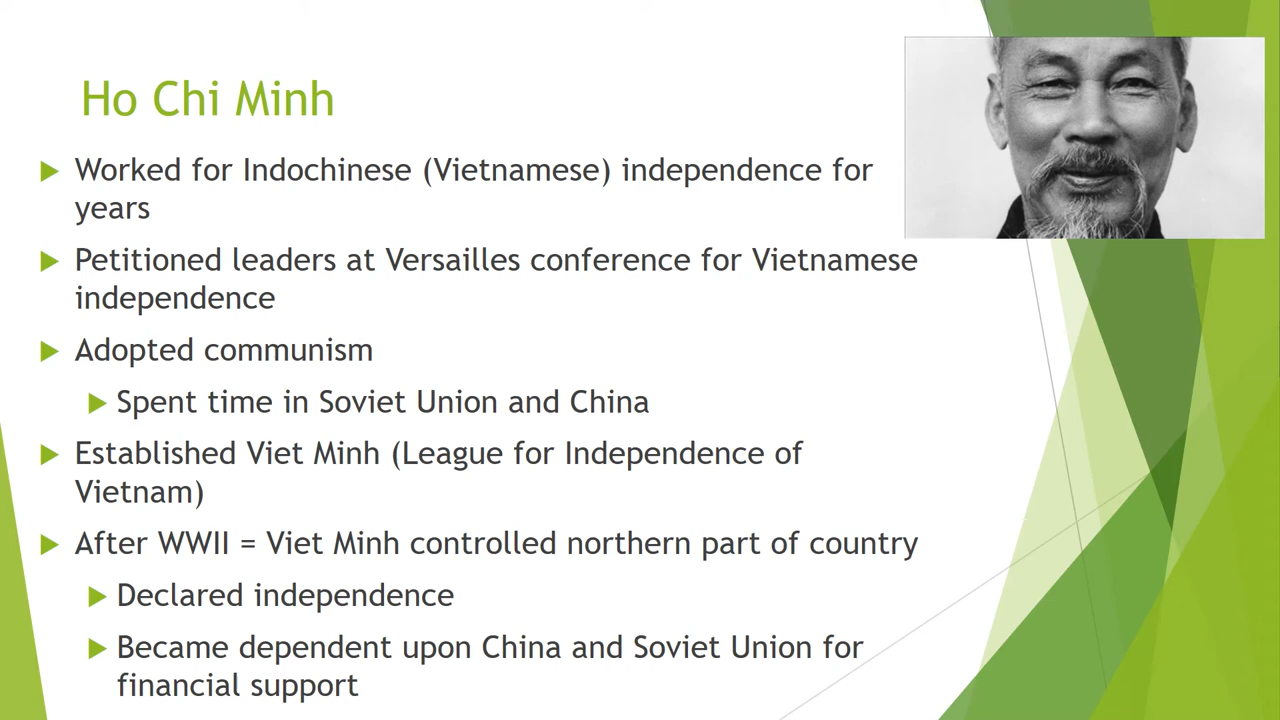 Ho Chi Minh
Worked for Indochinese (Vietnamese) independence for
years
Petitioned leaders at Versailles conference for Vietnamese
independence
Adopted communism
Spent time in Soviet Union and China
Established Viet Minh (League for Independence of
Vietnam)
After WWII = Viet Minh controlled northern part of country
Declared independence
Became dependent upon China and Soviet Union for
financial support